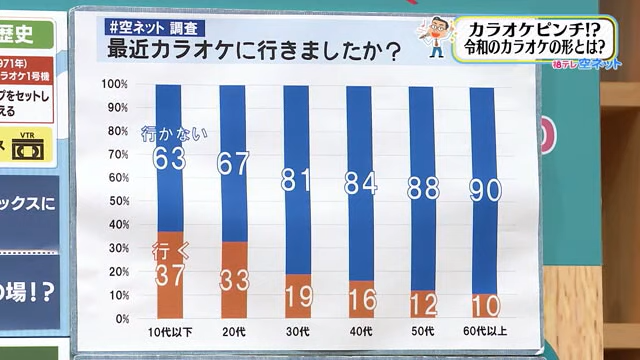 カラオケピンチ!?
令和のカラオケの形とは?
格テレ空ネット
歴史
971年)
ラオケ1号機
プをセットし
える
VTR
ックスに
の場!?
#空ネット 調査
最近カラオケに行きましたか?
100%
90%
80%
70%
60%
50%
40%
30%
20%
10%
0%
行かない
63
67
81
84
88
90
行く
37
33
19
16
12
10
10代以下
20代
30代
40代
50代
60代以上